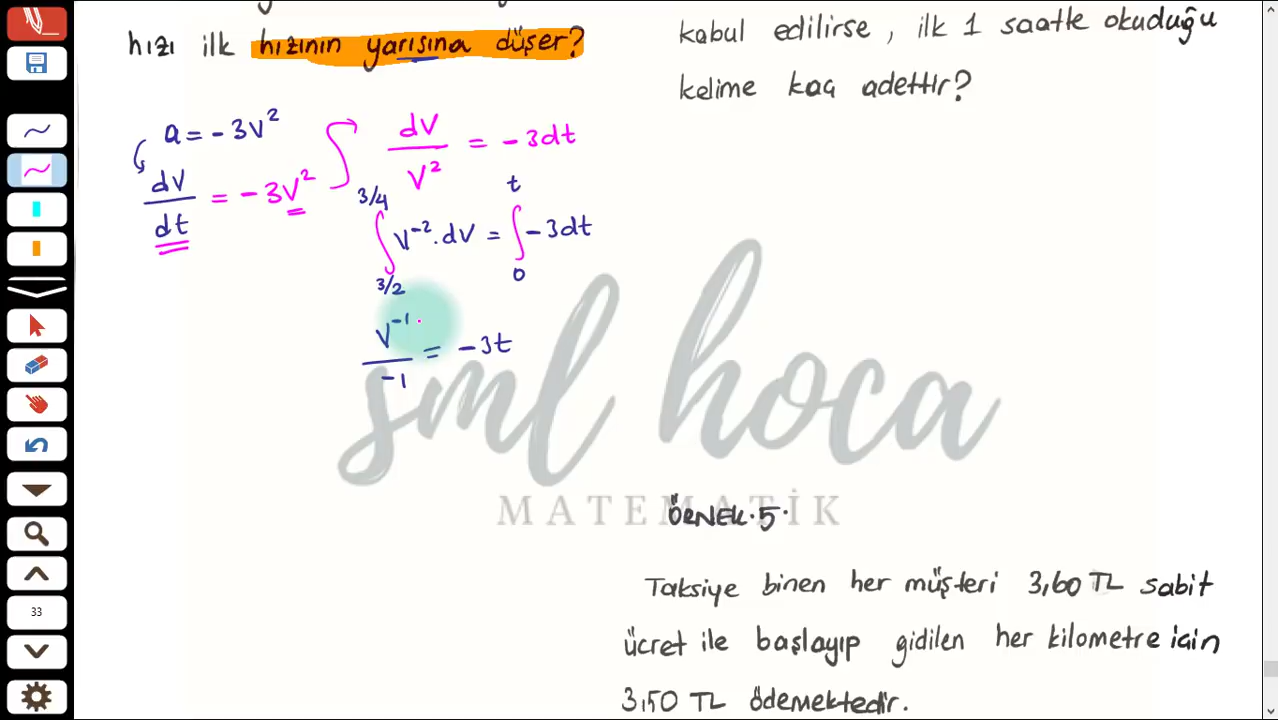 hızı ilk hızının yarısına düşer?
a = -3V²
dV/dt = -3V²
dV/V² = -3dt
∫_{3/2}^{3/4} V⁻².dV = ∫_0^t -3dt
V⁻¹/-1 = -3t
kabul edilirse, ilk 1 saatte okuduğu
kelime kaç adettir?
sml hoca
MATEMATİK
ÖRNEK.5.
Taksiye binen her müşteri 3,60 TL sabit
ücret ile başlayıp gidilen her kilometre için
3,50 TL ödemektedir.
33